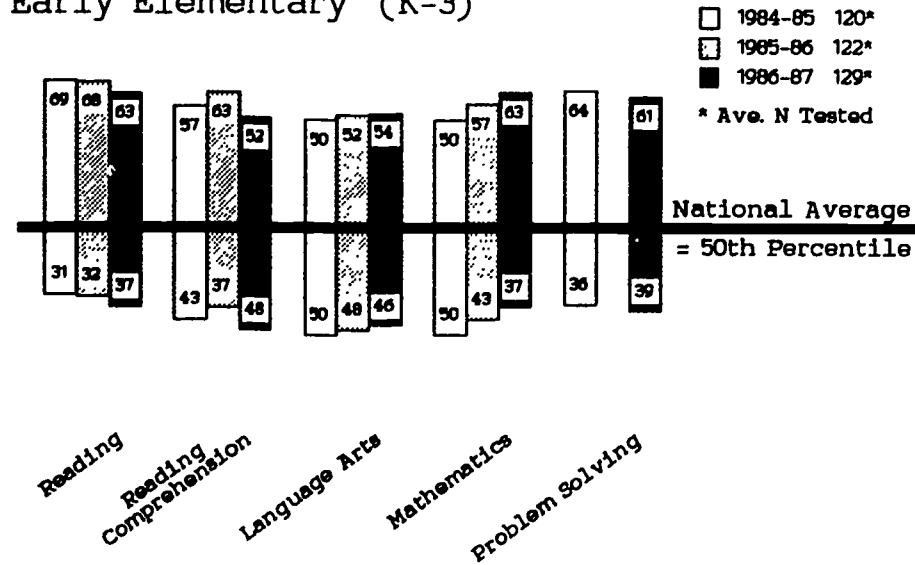 Early Elementary (K-3)
1984-85 120*
1985-86 122*
1986-87 129*
* Ave. N Tested
69 68 63 57 63 52 50 52 54 50 57 63 64 61
National Average
= 50th Percentile
31 32 37 43 37 48 50 48 46 50 43 37 36 39
Reading
Reading
Comprehension
Language Arts
Mathematics
Problem Solving